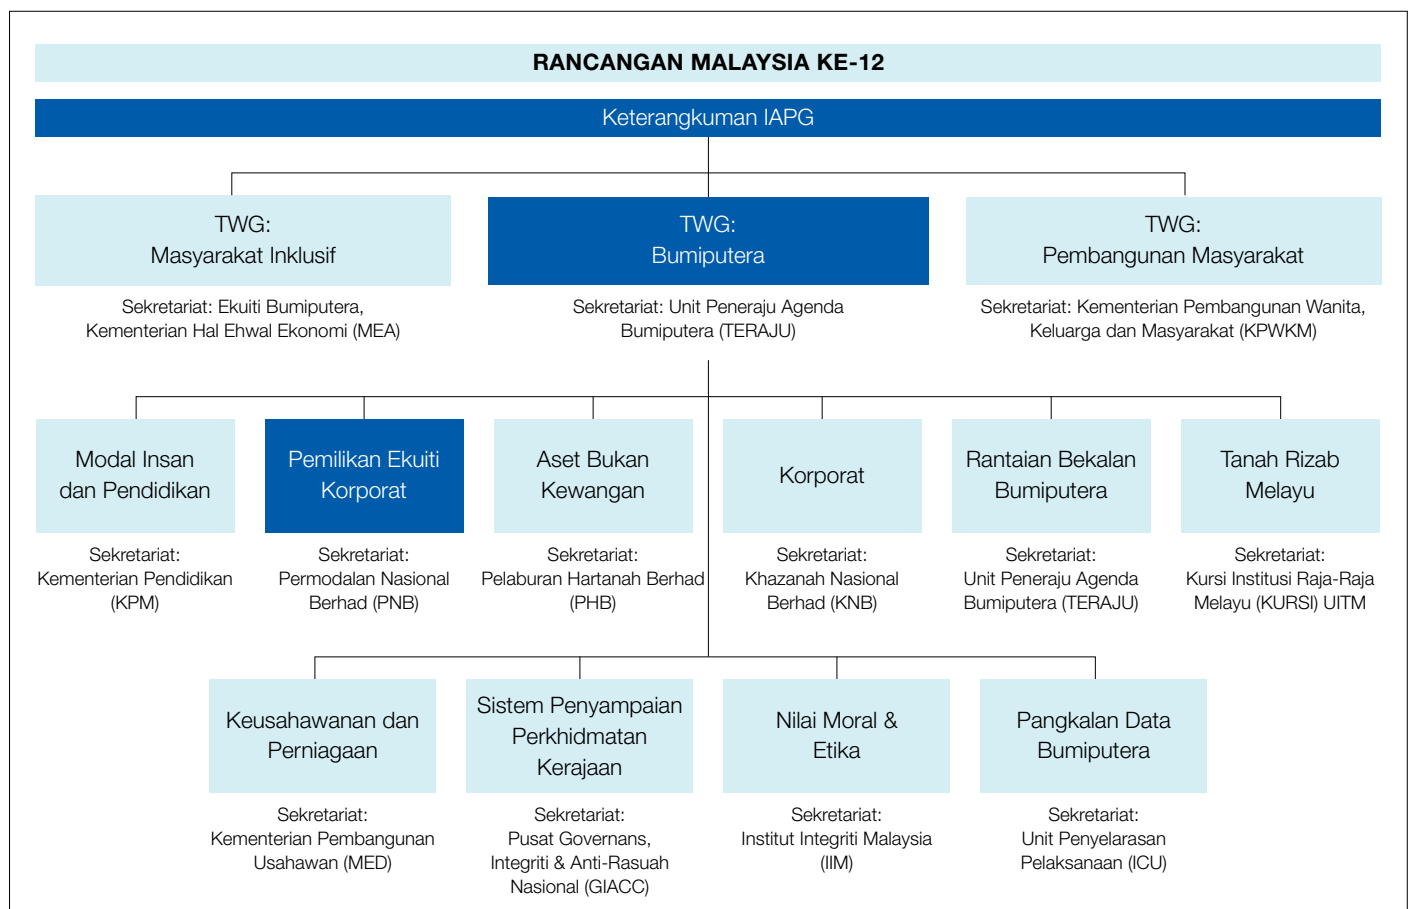 RANCANGAN MALAYSIA KE-12
Keterangkuman IAPG
TWG:
Masyarakat Inklusif
Sekretariat: Ekuiti Bumiputera,
Kementerian Hal Ehwal Ekonomi (MEA)
TWG:
Bumiputera
Sekretariat: Unit Peneraju Agenda
Bumiputera (TERAJU)
TWG:
Pembangunan Masyarakat
Sekretariat: Kementerian Pembangunan Wanita,
Keluarga dan Masyarakat (KPWKM)
Modal Insan
dan Pendidikan
Sekretariat:
Kementerian Pendidikan
(KPM)
Pemilikan Ekuiti
Korporat
Sekretariat:
Permodalan Nasional
Berhad (PNB)
Aset Bukan
Kewangan
Sekretariat:
Pelaburan Hartanah Berhad
(PHB)
Korporat
Sekretariat:
Khazanah Nasional
Berhad (KNB)
Rantaian Bekalan
Bumiputera
Sekretariat:
Unit Peneraju Agenda
Bumiputera (TERAJU)
Tanah Rizab
Melayu
Sekretariat:
Kursi Institusi Raja-Raja
Melayu (KURSI) UITM
Keusahawanan dan
Perniagaan
Sekretariat:
Kementerian Pembangunan
Usahawan (MED)
Sistem Penyampaian
Perkhidmatan
Kerajaan
Sekretariat:
Pusat Governans,
Integriti & Anti-Rasuah
Nasional (GIACC)
Nilai Moral &
Etika
Sekretariat:
Institut Integriti Malaysia
(IIM)
Pangkalan Data
Bumiputera
Sekretariat:
Unit Penyelarasan
Pelaksanaan (ICU)